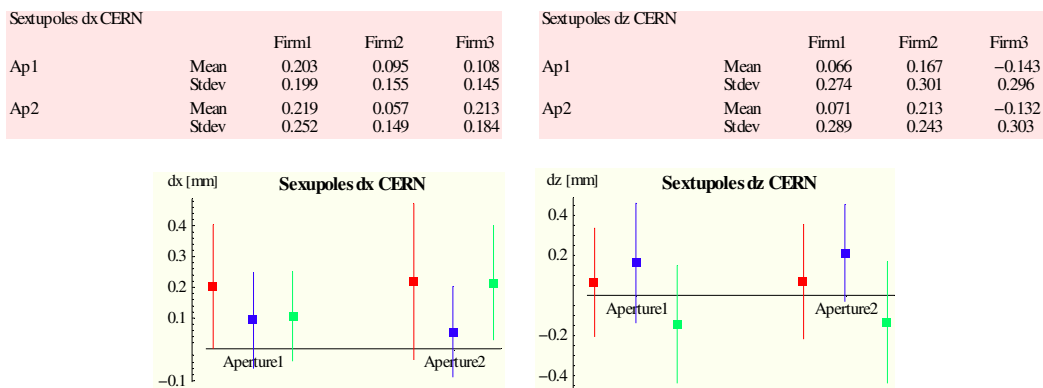 Sextupoles dx CERN
Firm1 Firm2 Firm3
Ap1 Mean 0.203 0.095 0.108
Stdev 0.199 0.155 0.145
Ap2 Mean 0.219 0.057 0.213
Stdev 0.252 0.149 0.184
Sextupoles dz CERN
Firm1 Firm2 Firm3
Ap1 Mean 0.066 0.167 −0.143
Stdev 0.274 0.301 0.296
Ap2 Mean 0.071 0.213 −0.132
Stdev 0.289 0.243 0.303
dx [mm] Sexupoles dx CERN
0.4
0.3
0.2
0.1
Aperture1 Aperture2
−0.1
dz [mm] Sextupoles dz CERN
0.4
0.2
Aperture1 Aperture2
−0.2
−0.4